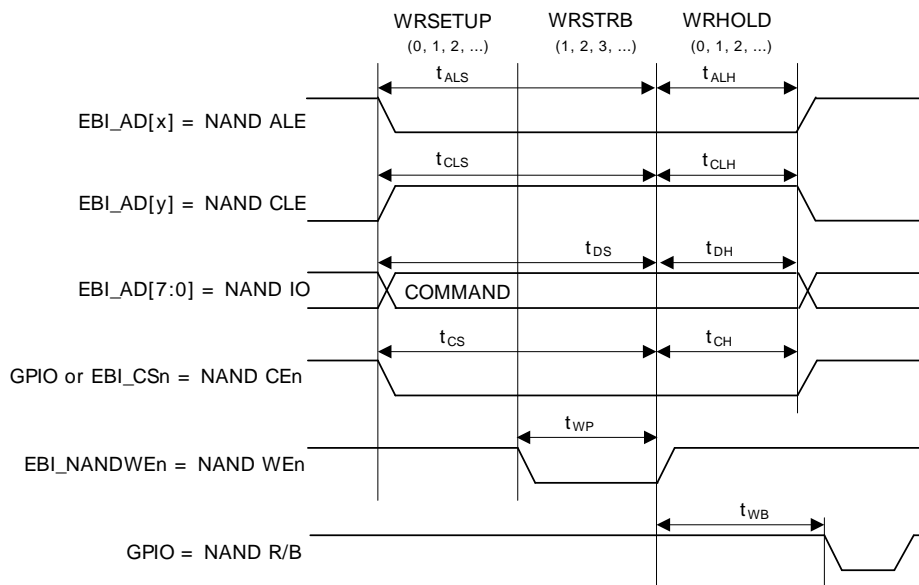 WRSETUP WRSTRB WRHOLD
(0, 1, 2, ...) (1, 2, 3, ...) (0, 1, 2, ...)
tALS tALH
EBI_AD[x] = NAND ALE
tCLS tCLH
EBI_AD[y] = NAND CLE
tDS tDH
EBI_AD[7:0] = NAND IO COMMAND
tCS tCH
GPIO or EBI_CSn = NAND CEn
tWP
EBI_NANDWEn = NAND WEn
tWB
GPIO = NAND R/B